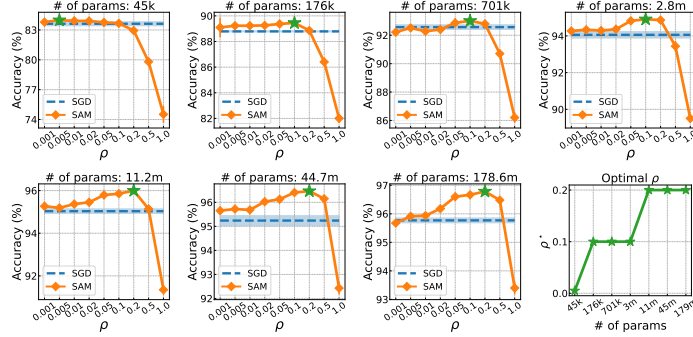 # of params: 45k
Accuracy (%)
83
80
77
74
SGD
SAM
0.001
0.005
0.01
0.02
0.05
0.1
0.2
0.5
1.0
ρ
# of params: 176k
Accuracy (%)
90
88
86
84
82
SGD
SAM
0.001
0.005
0.01
0.02
0.05
0.1
0.2
0.5
1.0
ρ
# of params: 701k
Accuracy (%)
92
90
88
86
SGD
SAM
0.001
0.005
0.01
0.02
0.05
0.1
0.2
0.5
1.0
ρ
# of params: 2.8m
Accuracy (%)
94
92
90
SGD
SAM
0.001
0.005
0.01
0.02
0.05
0.1
0.2
0.5
1.0
ρ
# of params: 11.2m
Accuracy (%)
96
94
92
SGD
SAM
0.001
0.005
0.01
0.02
0.05
0.1
0.2
0.5
1.0
ρ
# of params: 44.7m
Accuracy (%)
96
95
94
93
92
SGD
SAM
0.001
0.005
0.01
0.02
0.05
0.1
0.2
0.5
1.0
ρ
# of params: 178.6m
Accuracy (%)
97
96
95
94
93
SGD
SAM
0.001
0.005
0.01
0.02
0.05
0.1
0.2
0.5
1.0
ρ
Optimal ρ
ρ*
0.2
0.1
0.0
45k
176k
701k
3m
11m
45m
179m
# of params